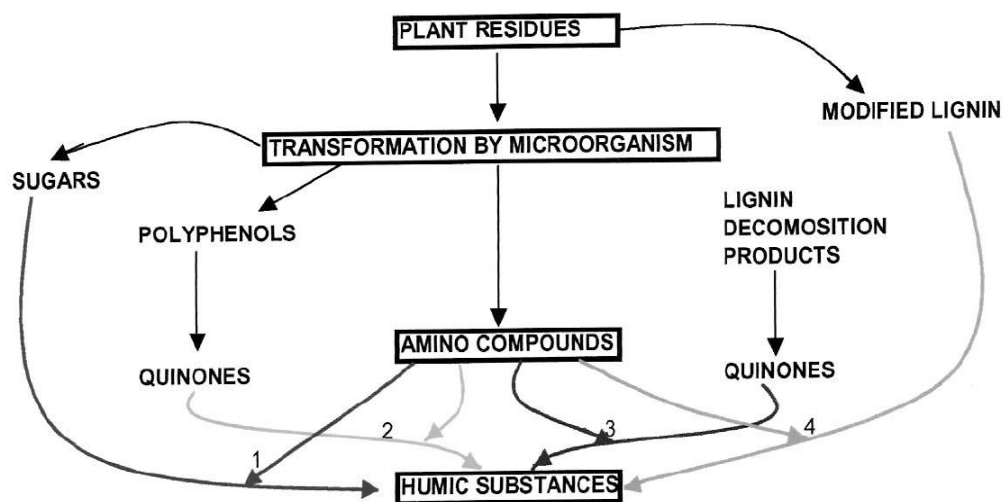 PLANT RESIDUES
MODIFIED LIGNIN
TRANSFORMATION BY MICROORGANISM
SUGARS
POLYPHENOLS
LIGNIN
DECOMOSITION
PRODUCTS
AMINO COMPOUNDS
QUINONES
QUINONES
1
2
3
4
HUMIC SUBSTANCES